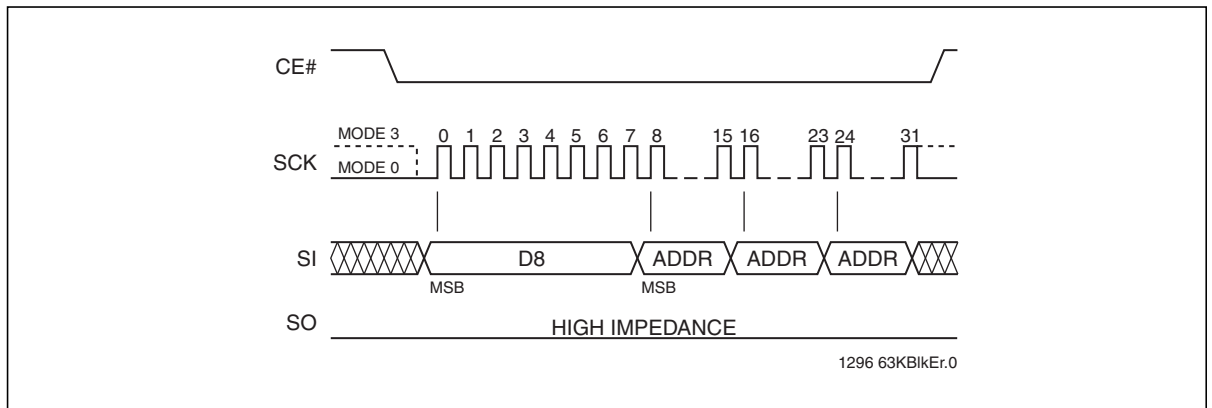 CE#
MODE 3
0 1 2 3 4 5 6 7 8 15 16 23 24 31
SCK
MODE 0
SI
D8 ADDR ADDR ADDR
MSB MSB
SO
HIGH IMPEDANCE
1296 63KBlkEr.0